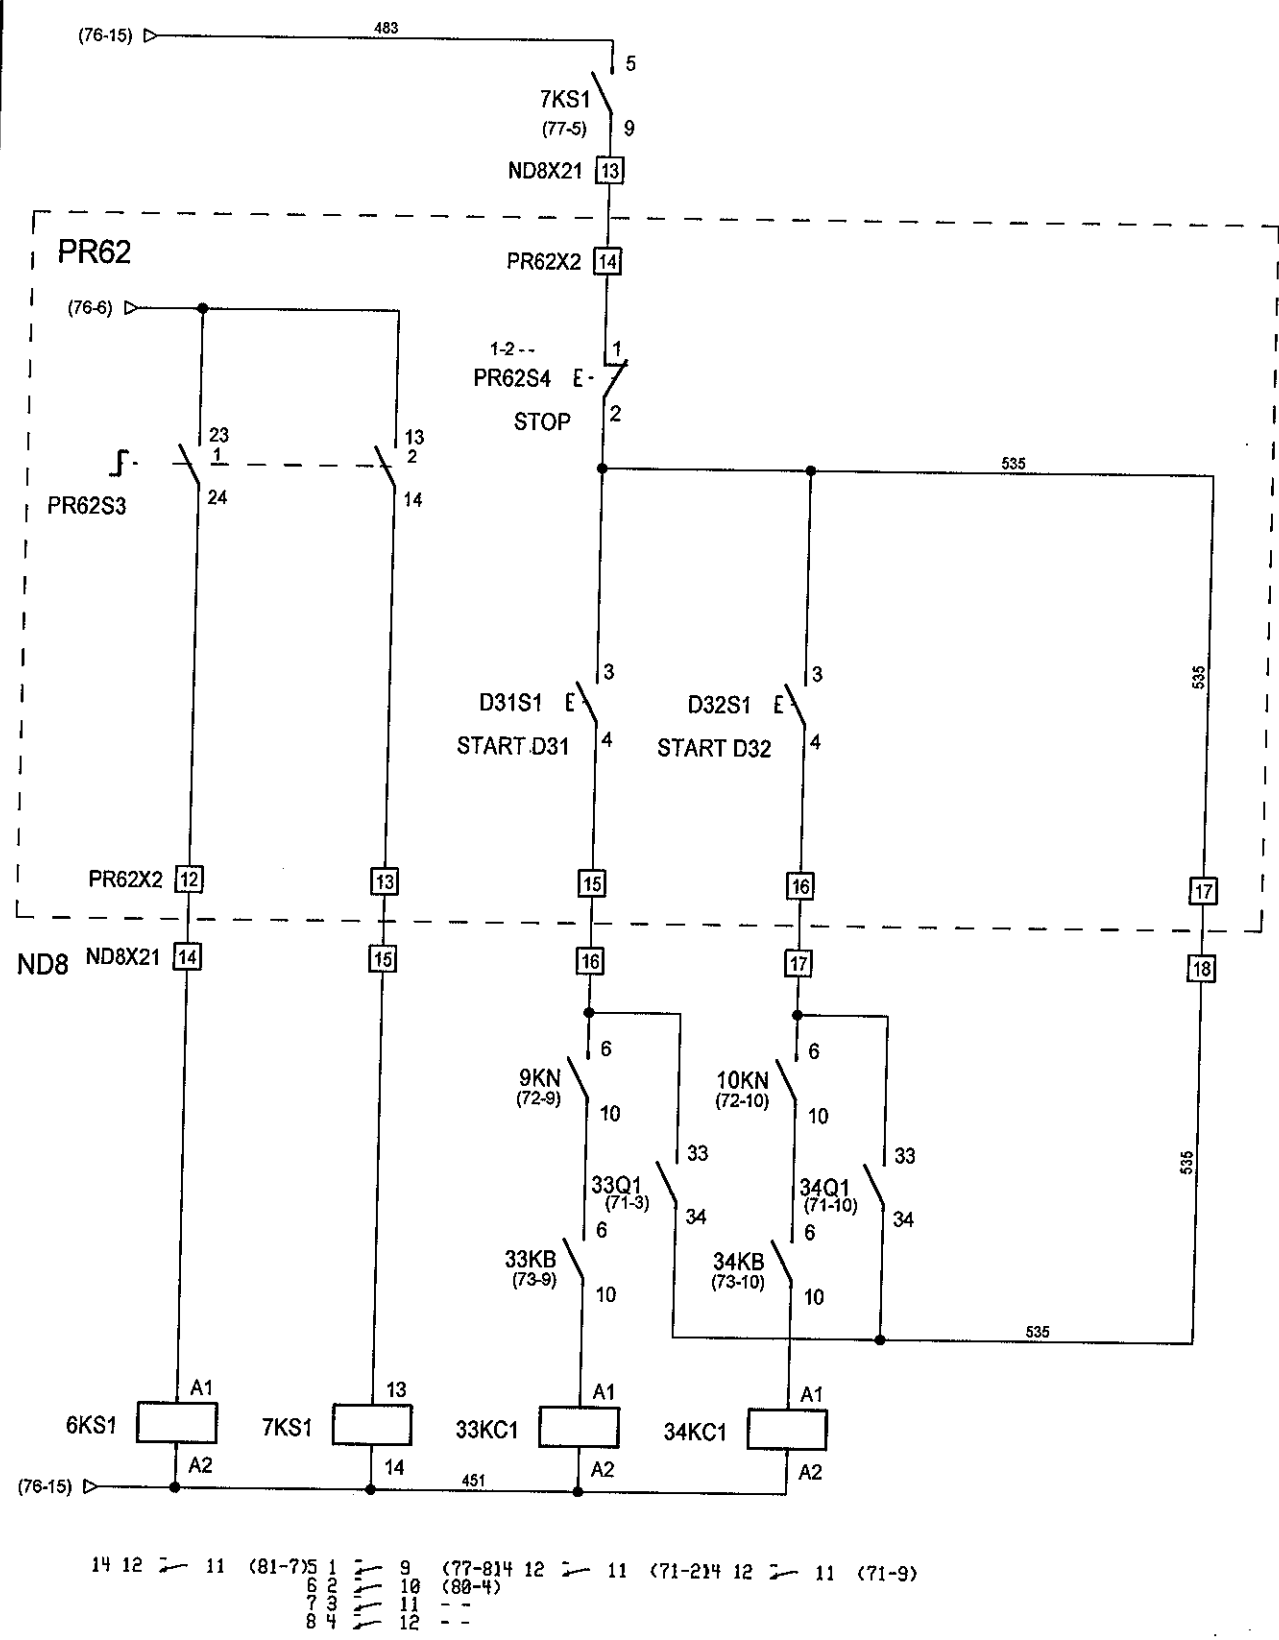 (76-15) 483
5
7KS1
(77-5) 9
ND8X21 13
PR62
PR62X2 14
(76-6)
1-2-- 1
PR62S4 E-
STOP 2
535
23 13
1 2
PR62S3 24 14
535
3 3
D31S1 E D32S1 E
START D31 4 START D32 4
PR62X2 12 13 15 16 17
ND8 ND8X21 14 15 16 17 18
6 6
9KN 10KN
(72-9) 10 (72-10) 10
33 33
535
33Q1 34Q1
(71-3) 34 (71-10) 34
6 6
33KB 34KB
(73-9) 10 (73-10) 10
535
A1 13 A1 A1
6KS1 7KS1 33KC1 34KC1
A2 14 A2 A2
(76-15) 451
14 12 11 (81-7)5 1 9 (77-8)4 12 11 (71-2)4 12 11 (71-9)
6 2 10 (80-4)
7 3 11 - -
8 4 12 - -